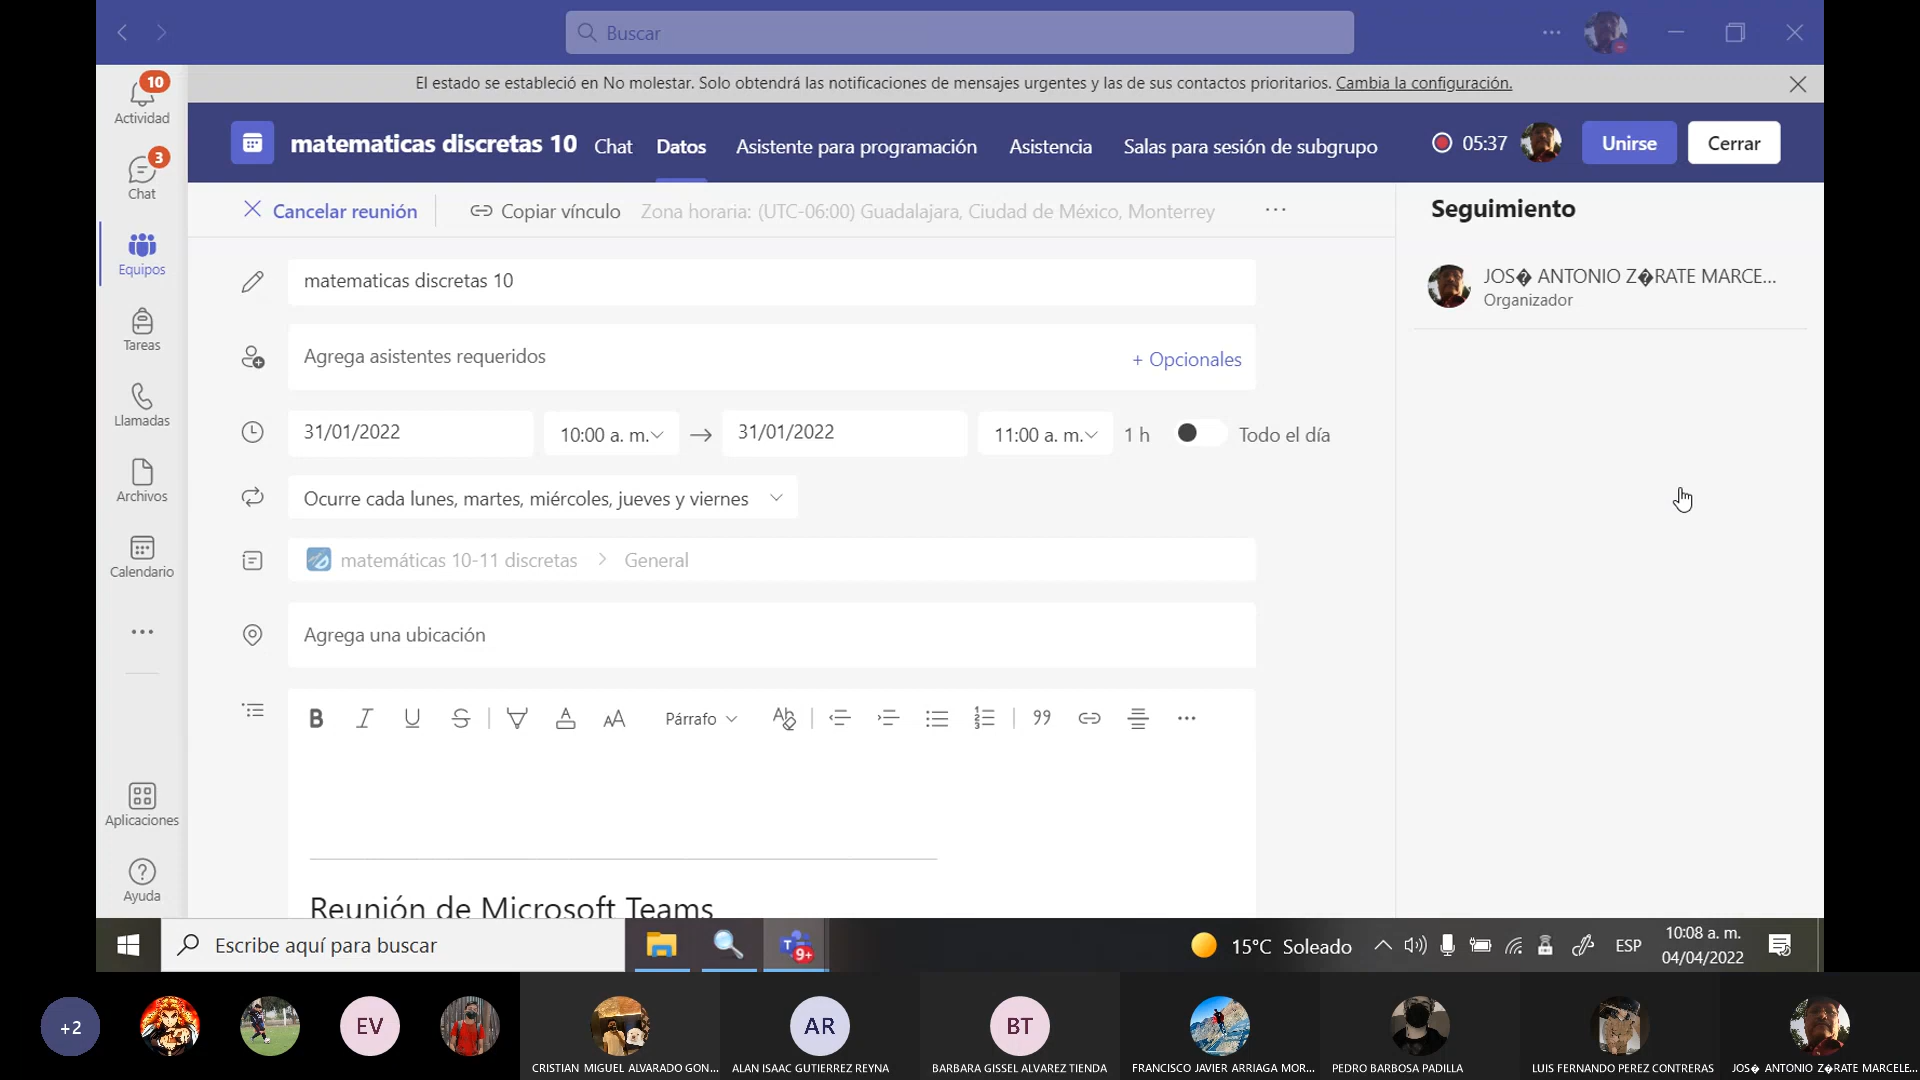 Buscar
10
Actividad
3
Chat
Equipos
Tareas
Llamadas
Archivos
Calendario
Aplicaciones
Ayuda
El estado se estableció en No molestar. Solo obtendrá las notificaciones de mensajes urgentes y las de sus contactos prioritarios. Cambia la configuración.
matematicas discretas 10 Chat Datos Asistente para programación Asistencia Salas para sesión de subgrupo 05:37 Unirse Cerrar
Cancelar reunión Copiar vínculo Zona horaria: (UTC-06:00) Guadalajara, Ciudad de México, Monterrey
matematicas discretas 10
Agrega asistentes requeridos + Opcionales
31/01/2022 10:00 a. m. → 31/01/2022 11:00 a. m. 1 h Todo el día
Ocurre cada lunes, martes, miércoles, jueves y viernes
matemáticas 10-11 discretas > General
Agrega una ubicación
Párrafo
Reunión de Microsoft Teams
Seguimiento
JOS� ANTONIO Z�RATE MARCE...
Organizador
Escribe aquí para buscar 9+ 15°C Soleado ESP 10:08 a. m.
04/04/2022
+2 EV AR BT
CRISTIAN MIGUEL ALVARADO GON... ALAN ISAAC GUTIERREZ REYNA BARBARA GISSEL ALVAREZ TIENDA FRANCISCO JAVIER ARRIAGA MOR... PEDRO BARBOSA PADILLA LUIS FERNANDO PEREZ CONTRERAS JOS� ANTONIO Z�RATE MARCELE...